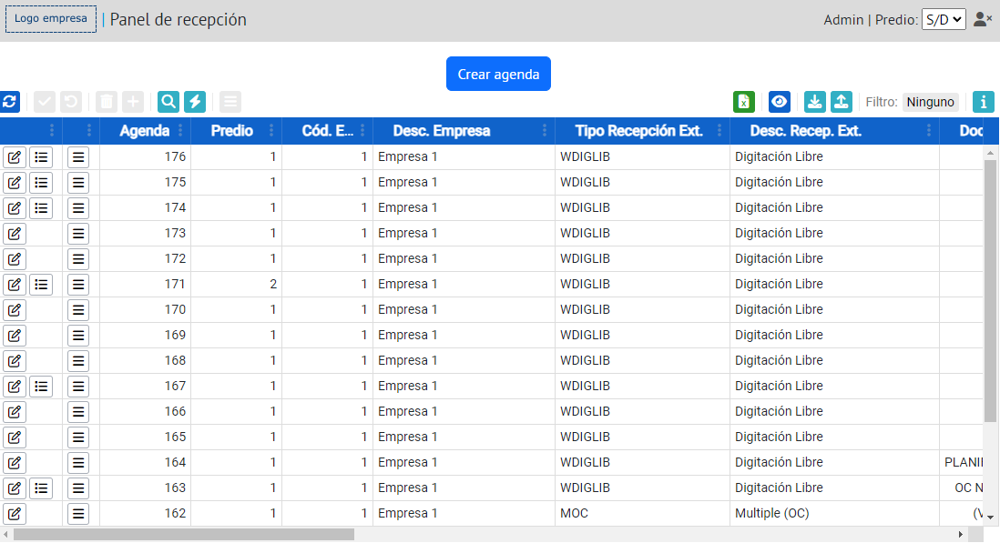 Logo empresa | Panel de recepción Admin | Predio: S/D
Crear agenda
Filtro: Ninguno
Agenda Predio Cód. E... Desc. Empresa Tipo Recepción Ext. Desc. Recep. Ext. Doc
176 1 1 Empresa 1 WDIGLIB Digitación Libre
175 1 1 Empresa 1 WDIGLIB Digitación Libre
174 1 1 Empresa 1 WDIGLIB Digitación Libre
173 1 1 Empresa 1 WDIGLIB Digitación Libre
172 1 1 Empresa 1 WDIGLIB Digitación Libre
171 2 1 Empresa 1 WDIGLIB Digitación Libre
170 1 1 Empresa 1 WDIGLIB Digitación Libre
169 1 1 Empresa 1 WDIGLIB Digitación Libre
168 1 1 Empresa 1 WDIGLIB Digitación Libre
167 1 1 Empresa 1 WDIGLIB Digitación Libre
166 1 1 Empresa 1 WDIGLIB Digitación Libre
165 1 1 Empresa 1 WDIGLIB Digitación Libre
164 1 1 Empresa 1 WDIGLIB Digitación Libre
163 1 1 Empresa 1 WDIGLIB Digitación Libre OC N
162 1 1 Empresa 1 MOC Multiple (OC)